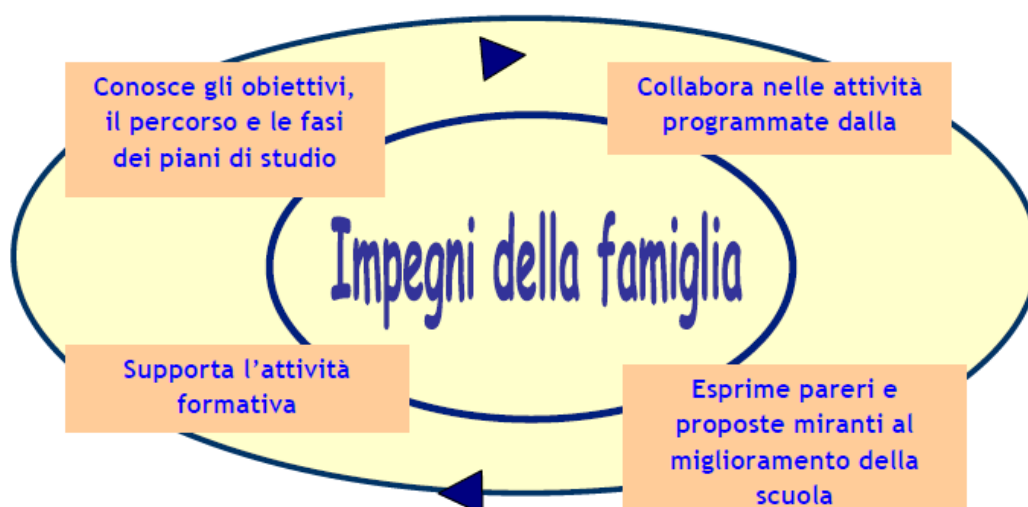 Conosce gli obiettivi,
il percorso e le fasi
dei piani di studio
Collabora nelle attività
programmate dalla
Impegni della famiglia
Supporta l’attività
formativa
Esprime pareri e
proposte miranti al
miglioramento della
scuola